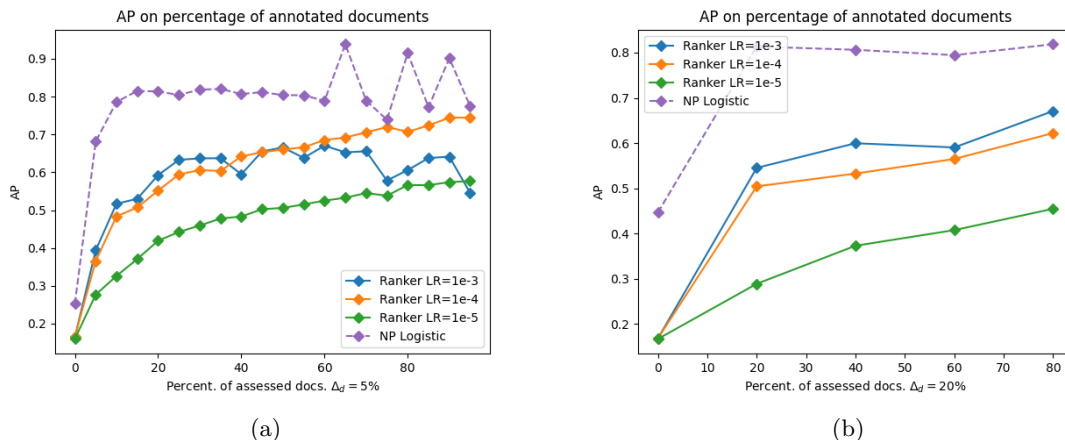 AP on percentage of annotated documents
0.9
0.8
0.7
0.6
0.5
0.4
0.3
0.2
AP
0 20 40 60 80
Percent. of assessed docs. Δd = 5%
Ranker LR=1e-3
Ranker LR=1e-4
Ranker LR=1e-5
NP Logistic
(a)
AP on percentage of annotated documents
Ranker LR=1e-3
Ranker LR=1e-4
Ranker LR=1e-5
NP Logistic
0.8
0.7
0.6
0.5
0.4
0.3
0.2
AP
0 10 20 30 40 50 60 70 80
Percent. of assessed docs. Δd = 20%
(b)